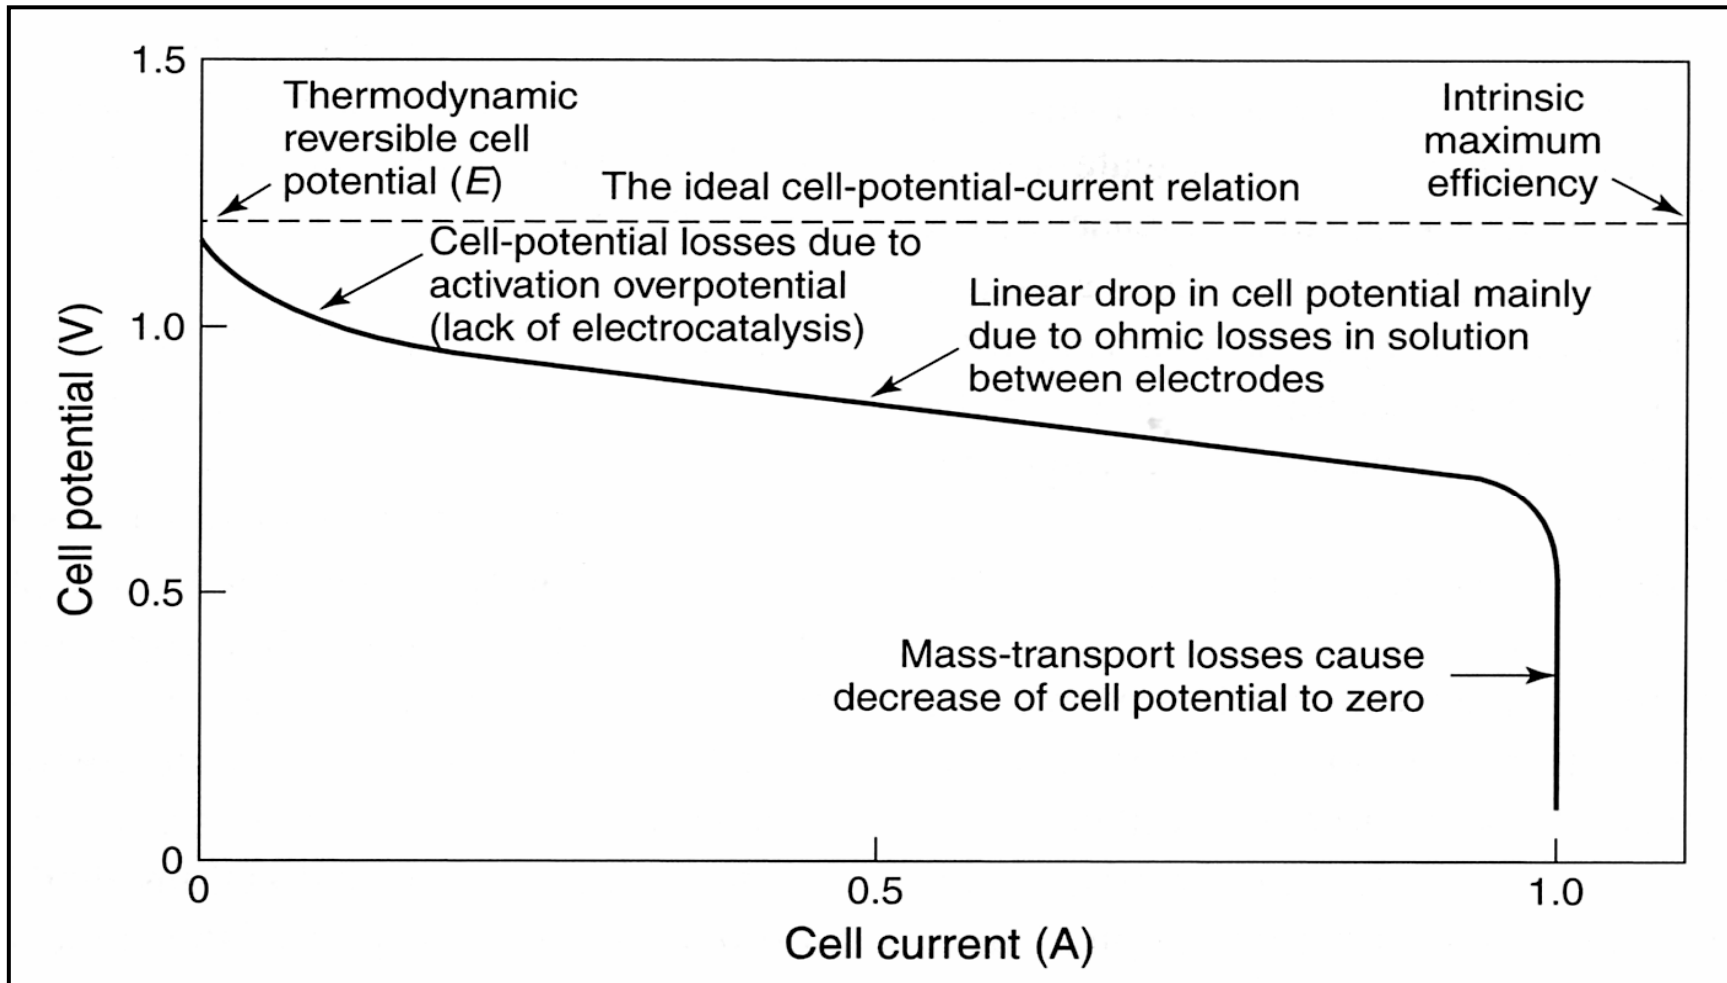 1.5
Thermodynamic
reversible cell
potential (E)
Intrinsic
maximum
efficiency
The ideal cell-potential-current relation
Cell-potential losses due to
activation overpotential
(lack of electrocatalysis)
Linear drop in cell potential mainly
due to ohmic losses in solution
between electrodes
1.0
Cell potential (V)
0.5
Mass-transport losses cause
decrease of cell potential to zero
0
0
0.5
1.0
Cell current (A)